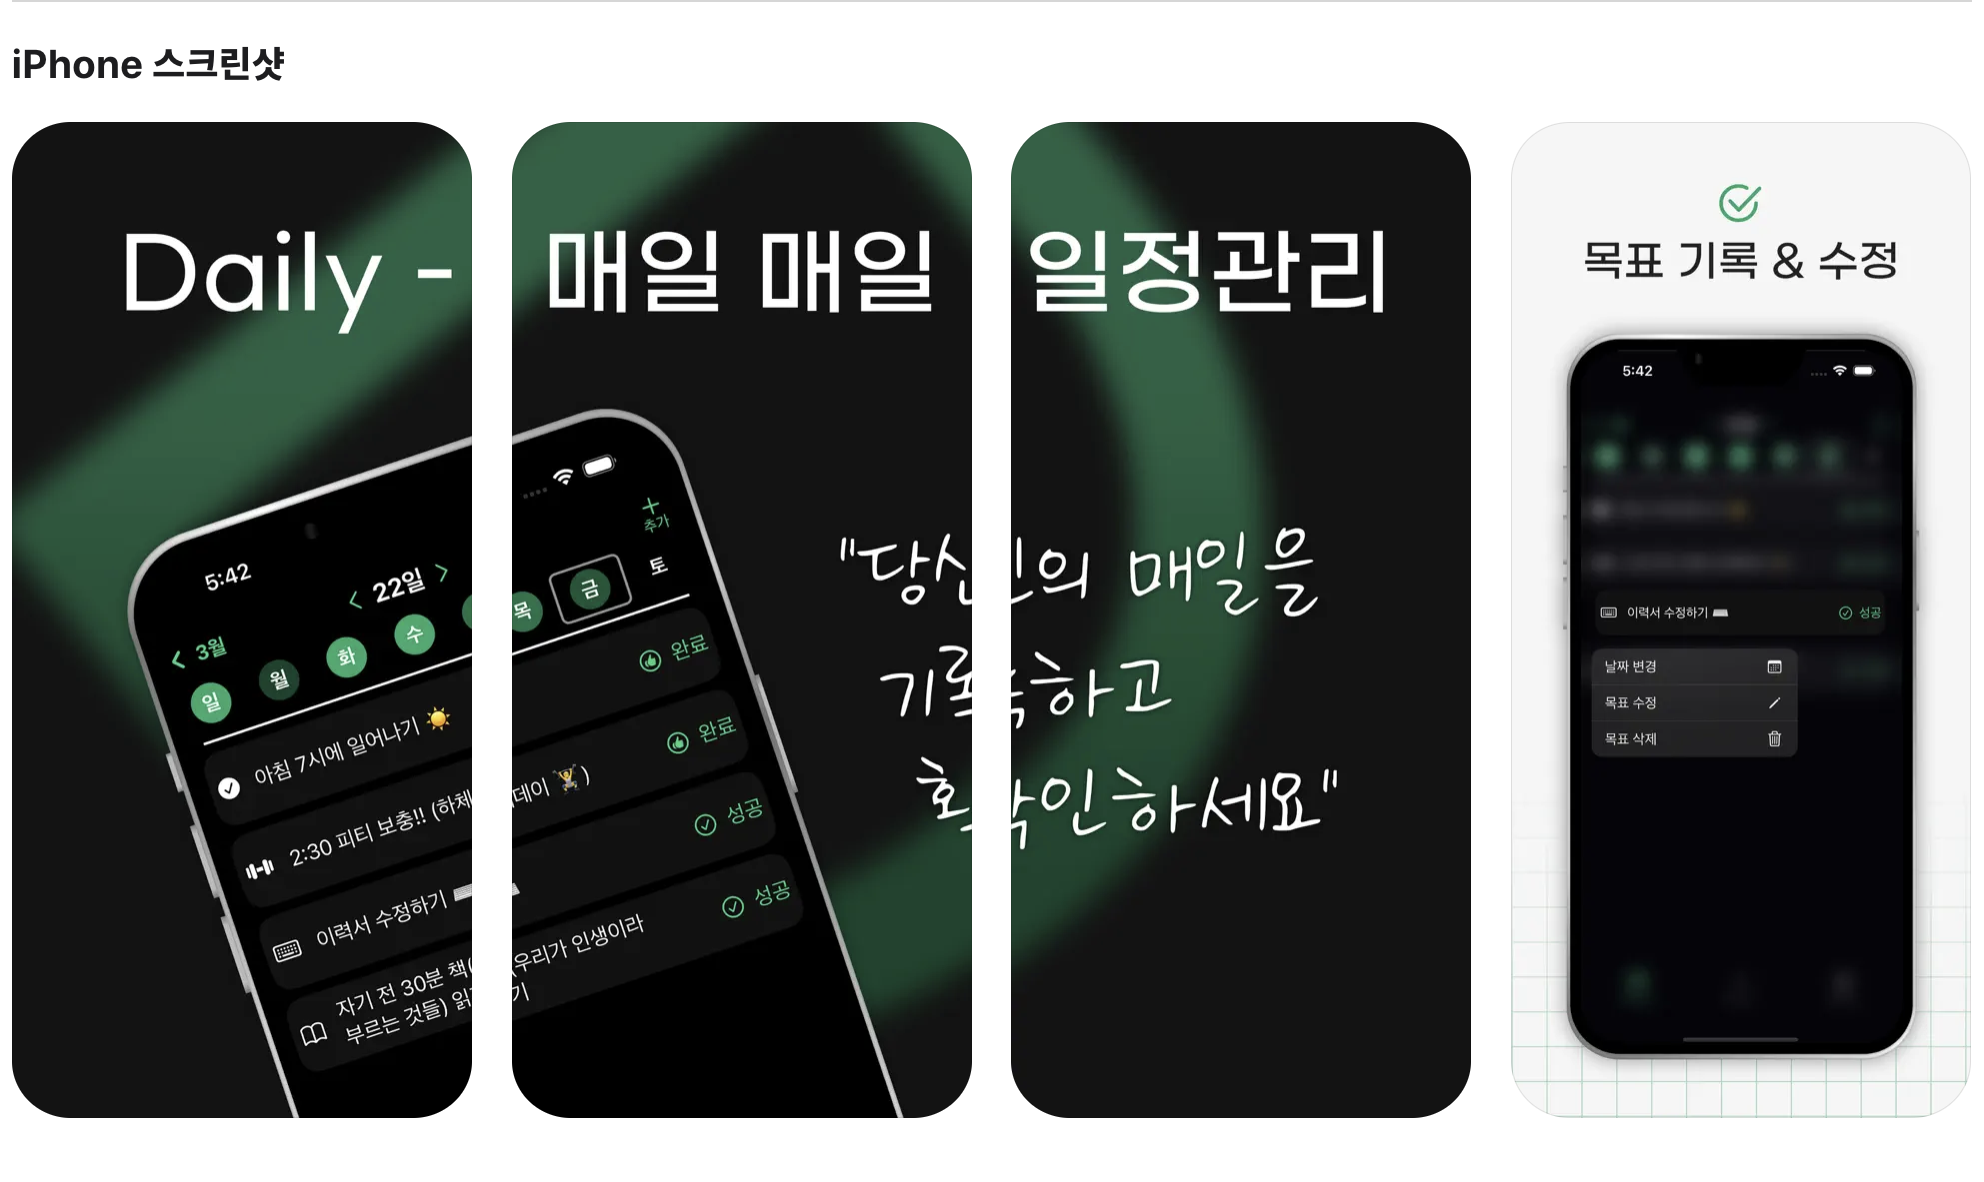 iPhone 스크린샷
Daily - 매일 매일 일정관리
5:42
추가
22일
3월
일 월 화 수 목 금 토
아침 7시에 일어나기 ☀️ 완료
2:30 피티 보충!! (하체 데이 🏋️) 완료
이력서 수정하기 성공
자기 전 30분 책(우리가 인생이라
부르는 것들) 읽기 성공
"당신의 매일을
기록하고
확인하세요"
목표 기록 & 수정
5:42
이력서 수정하기 성공
날짜 변경
목표 수정
목표 삭제